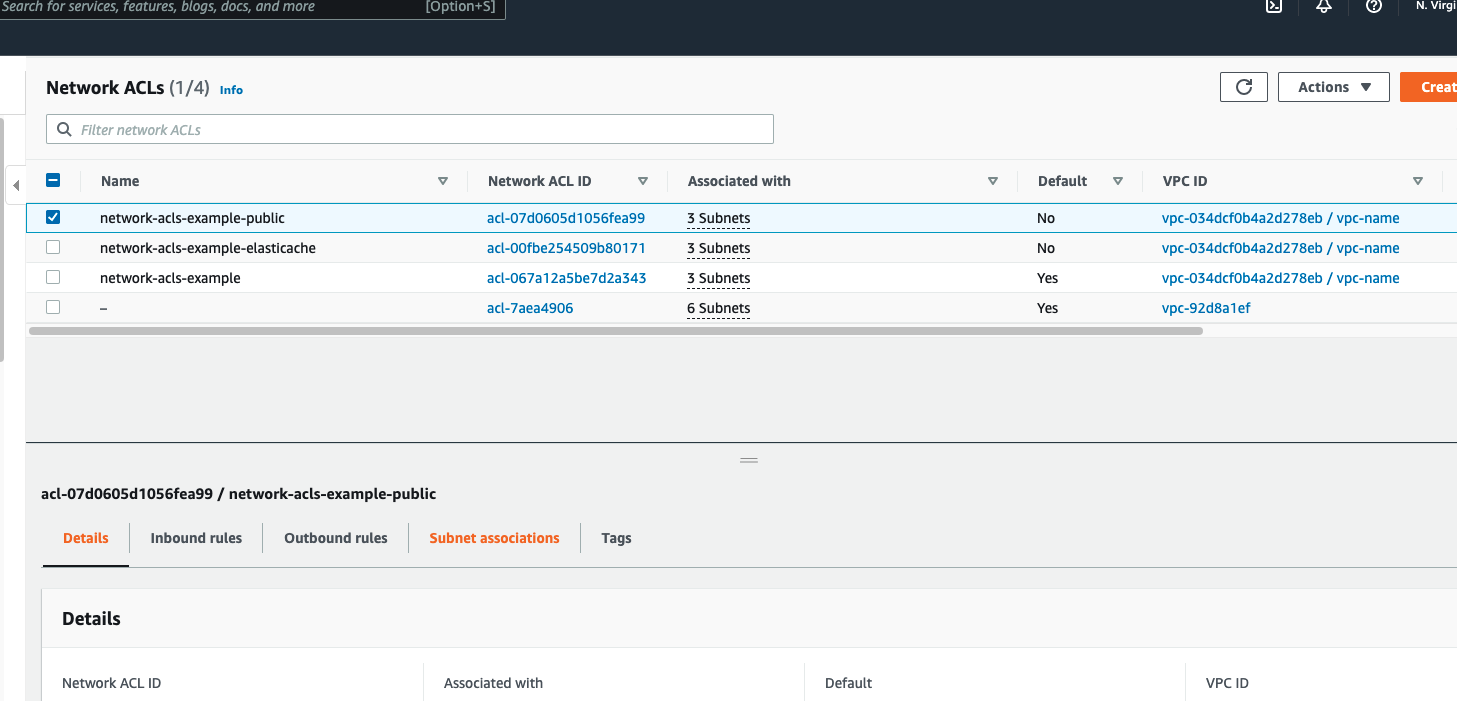 Search for services, features, blogs, docs, and more [Option+S] N. Virgi
Network ACLs (1/4) Info Actions Creat
Filter network ACLs
Name Network ACL ID Associated with Default VPC ID
network-acls-example-public acl-07d0605d1056fea99 3 Subnets No vpc-034dcf0b4a2d278eb / vpc-name
network-acls-example-elasticache acl-00fbe254509b80171 3 Subnets No vpc-034dcf0b4a2d278eb / vpc-name
network-acls-example acl-067a12a5be7d2a343 3 Subnets Yes vpc-034dcf0b4a2d278eb / vpc-name
– acl-7aea4906 6 Subnets Yes vpc-92d8a1ef
acl-07d0605d1056fea99 / network-acls-example-public
Details Inbound rules Outbound rules Subnet associations Tags
Details
Network ACL ID Associated with Default VPC ID